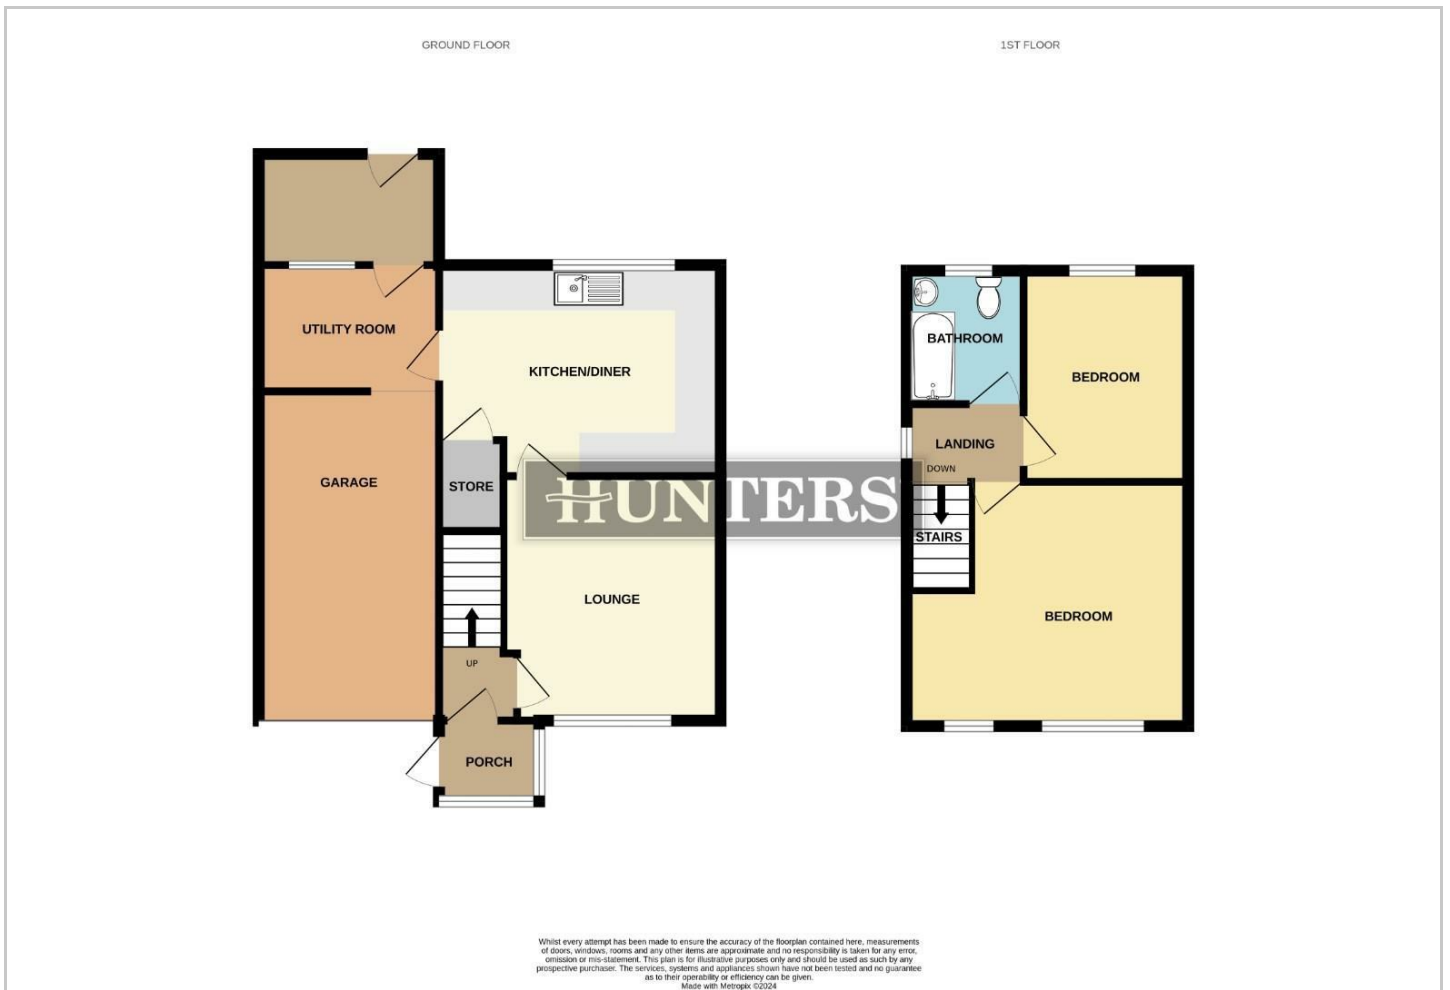 GROUND FLOOR
1ST FLOOR
UTILITY ROOM
KITCHEN/DINER
BATHROOM
BEDROOM
LANDING
DOWN
GARAGE
STORE
HUNTERS
STAIRS
LOUNGE
BEDROOM
UP
PORCH
Whilst every attempt has been made to ensure the accuracy of the floorplan contained here, measurements
of doors, windows, rooms and any other items are approximate and no responsibility is taken for any error,
omission or mis-statement. This plan is for illustrative purposes only and should be used as such by any
prospective purchaser. The services, systems and appliances shown have not been tested and no guarantee
as to their operability or efficiency can be given.
Made with Metropix ©2024